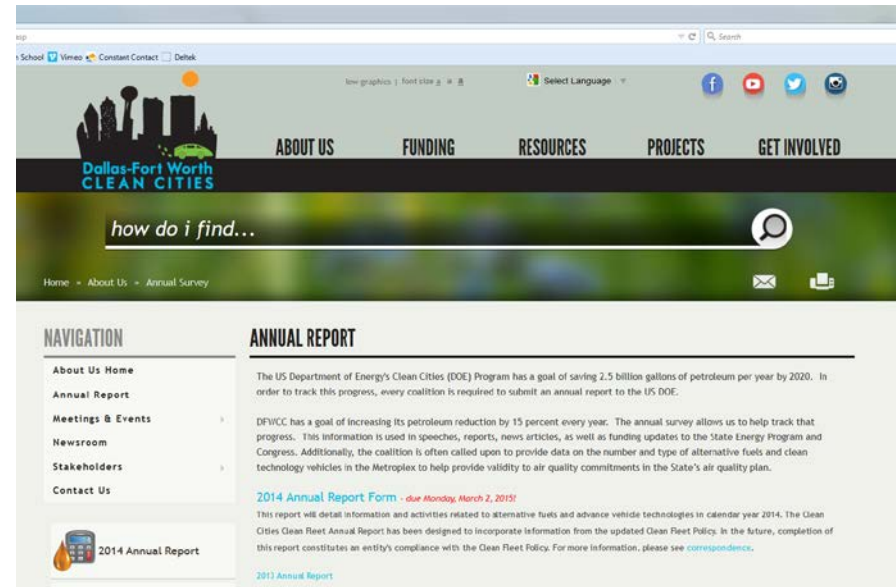 Search
School Vimeo Constant Contact Deltek
low graphics | font size a a a Select Language
ABOUT US FUNDING RESOURCES PROJECTS GET INVOLVED
Dallas-Fort Worth
CLEAN CITIES
how do i find...
Home » About Us » Annual Survey
NAVIGATION
About Us Home
Annual Report
Meetings & Events
Newsroom
Stakeholders
Contact Us
2014 Annual Report
ANNUAL REPORT
The US Department of Energy's Clean Cities (DOE) Program has a goal of saving 2.5 billion gallons of petroleum per year by 2020. In
order to track this progress, every coalition is required to submit an annual report to the US DOE.
DFWCC has a goal of increasing its petroleum reduction by 15 percent every year. The annual survey allows us to help track that
progress. This information is used in speeches, reports, news articles, as well as funding updates to the State Energy Program and
Congress. Additionally, the coalition is often called upon to provide data on the number and type of alternative fuels and clean
technology vehicles in the Metroplex to help provide validity to air quality commitments in the State's air quality plan.
2014 Annual Report Form - due Monday, March 2, 2015!
This report will detail information and activities related to alternative fuels and advance vehicle technologies in calendar year 2014. The Clean
Cities Clean Fleet Annual Report has been designed to incorporate information from the updated Clean Fleet Policy. In the future, completion of
this report constitutes an entity's compliance with the Clean Fleet Policy. For more information, please see correspondence.
2013 Annual Report